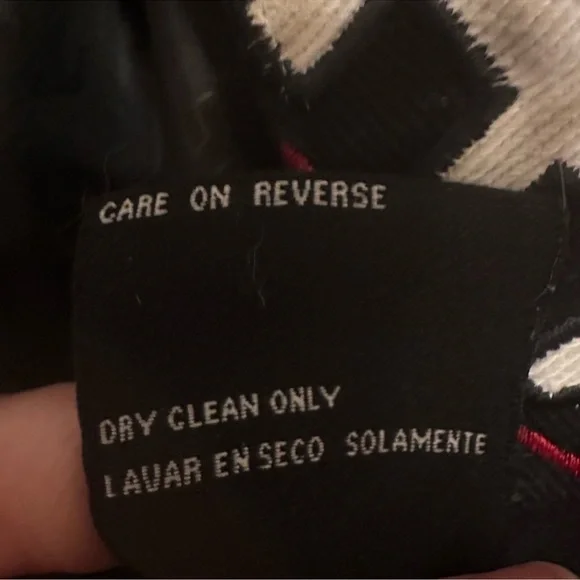 CARE ON REVERSE
DRY CLEAN ONLY
LAVAR EN SECO SOLAMENTE